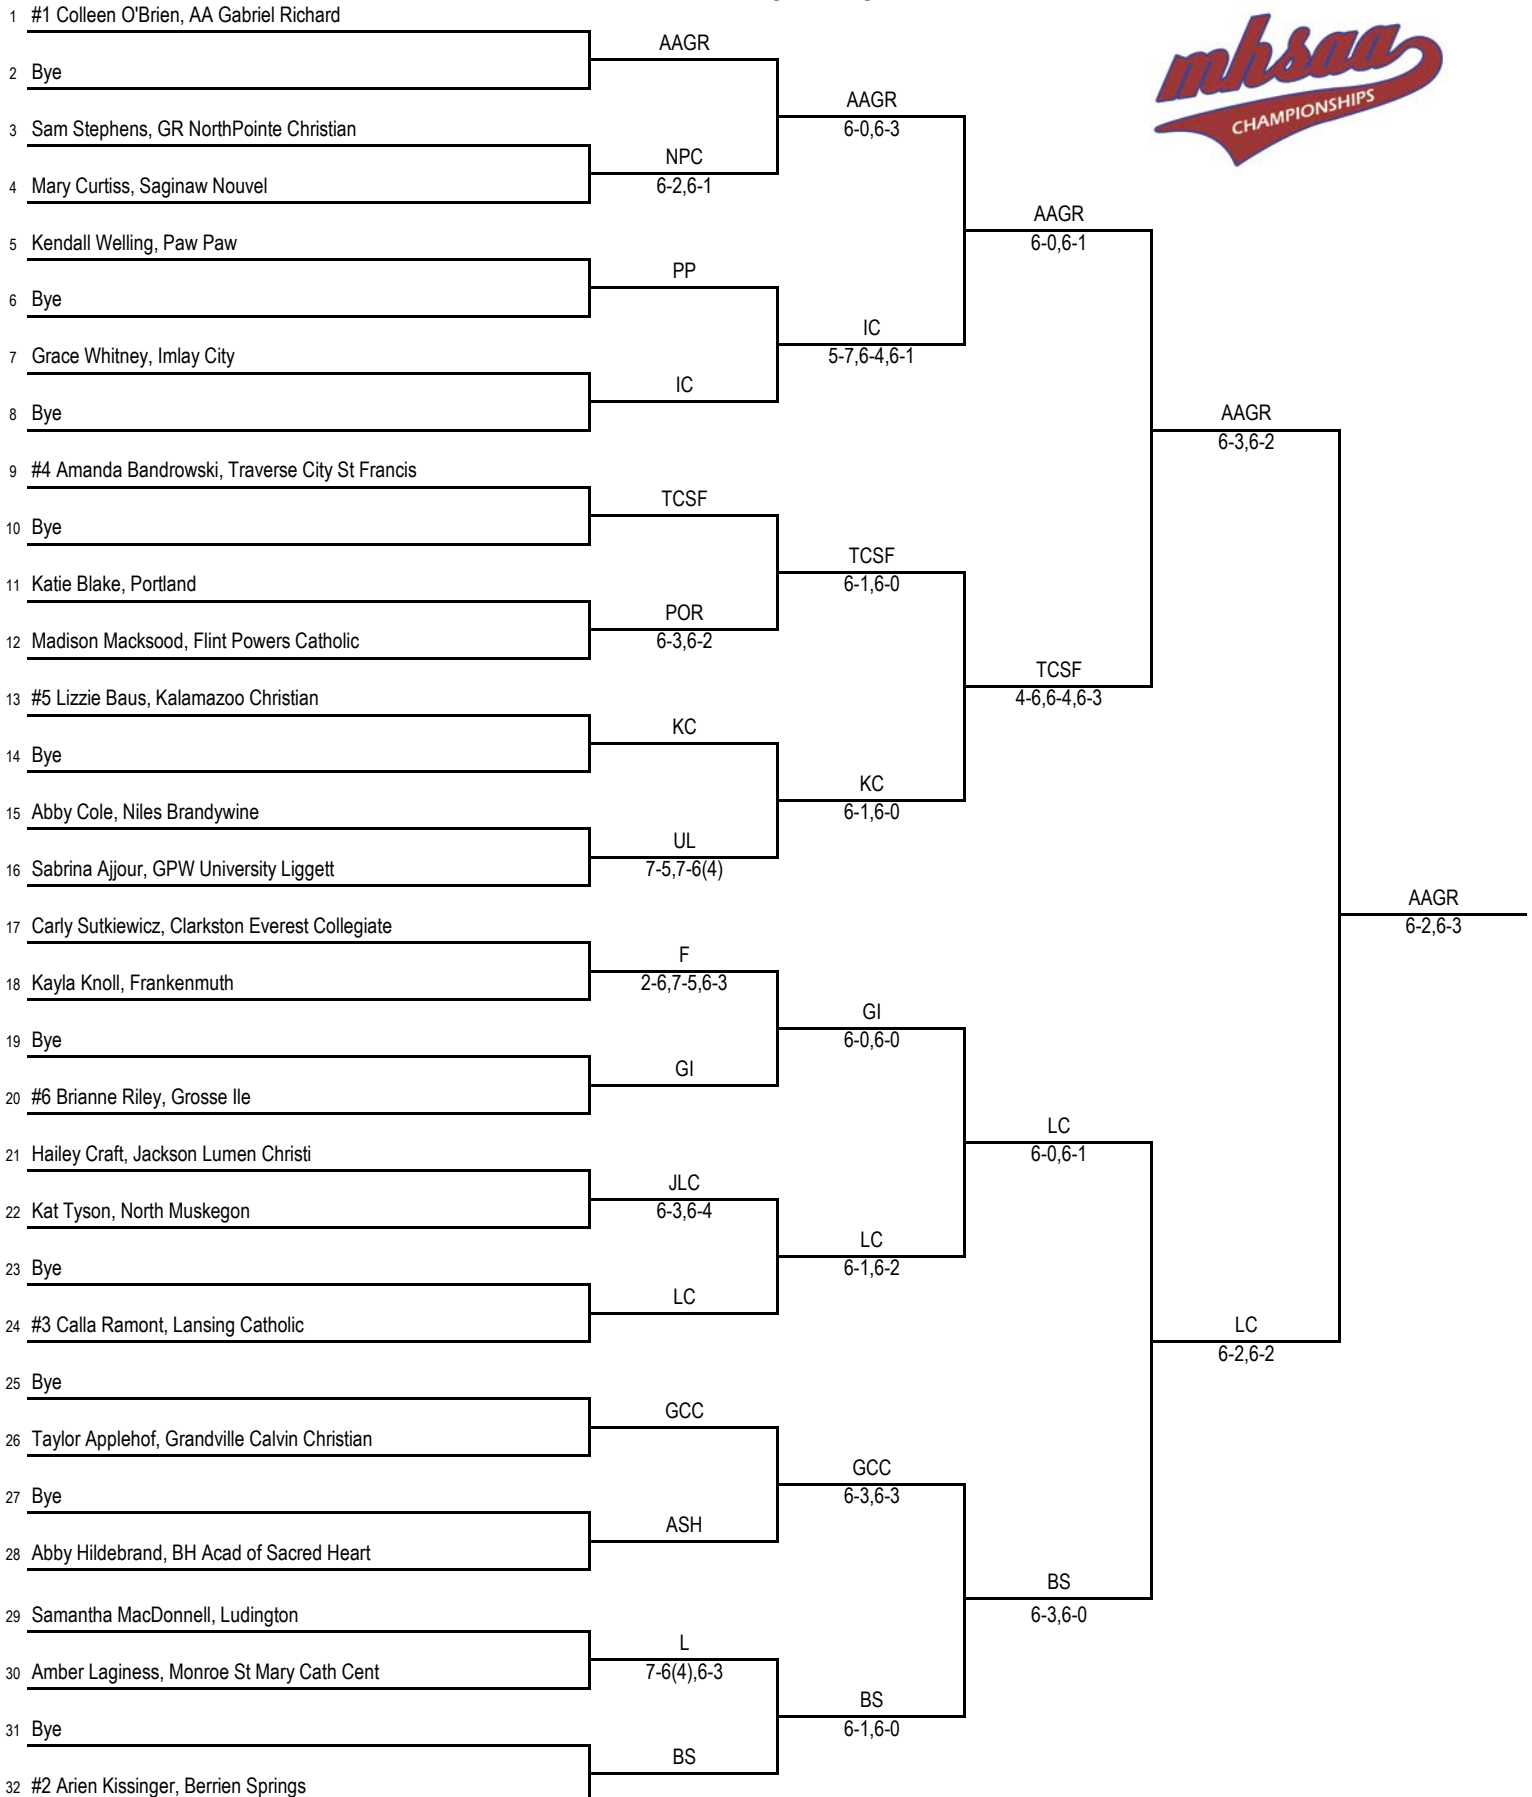 mhsaa
CHAMPIONSHIPS
1 #1 Colleen O'Brien, AA Gabriel Richard
AAGR
2 Bye
AAGR
6-0,6-3
3 Sam Stephens, GR NorthPointe Christian
NPC
6-2,6-1
4 Mary Curtiss, Saginaw Nouvel
AAGR
6-0,6-1
5 Kendall Welling, Paw Paw
PP
6 Bye
IC
5-7,6-4,6-1
7 Grace Whitney, Imlay City
IC
8 Bye
AAGR
6-3,6-2
9 #4 Amanda Bandrowski, Traverse City St Francis
TCSF
10 Bye
TCSF
6-1,6-0
11 Katie Blake, Portland
POR
6-3,6-2
12 Madison Macksood, Flint Powers Catholic
TCSF
4-6,6-4,6-3
13 #5 Lizzie Baus, Kalamazoo Christian
KC
14 Bye
KC
6-1,6-0
15 Abby Cole, Niles Brandywine
UL
7-5,7-6(4)
16 Sabrina Ajjour, GPW University Liggett
AAGR
6-2,6-3
17 Carly Sutkiewicz, Clarkston Everest Collegiate
F
2-6,7-5,6-3
18 Kayla Knoll, Frankenmuth
GI
6-0,6-0
19 Bye
GI
20 #6 Brianne Riley, Grosse Ile
LC
6-0,6-1
21 Hailey Craft, Jackson Lumen Christi
JLC
6-3,6-4
22 Kat Tyson, North Muskegon
LC
6-1,6-2
23 Bye
LC
24 #3 Calla Ramont, Lansing Catholic
LC
6-2,6-2
25 Bye
GCC
26 Taylor Applehof, Grandville Calvin Christian
GCC
6-3,6-3
27 Bye
ASH
28 Abby Hildebrand, BH Acad of Sacred Heart
BS
6-3,6-0
29 Samantha MacDonnell, Ludington
L
7-6(4),6-3
30 Amber Laginess, Monroe St Mary Cath Cent
BS
6-1,6-0
31 Bye
BS
32 #2 Arien Kissinger, Berrien Springs